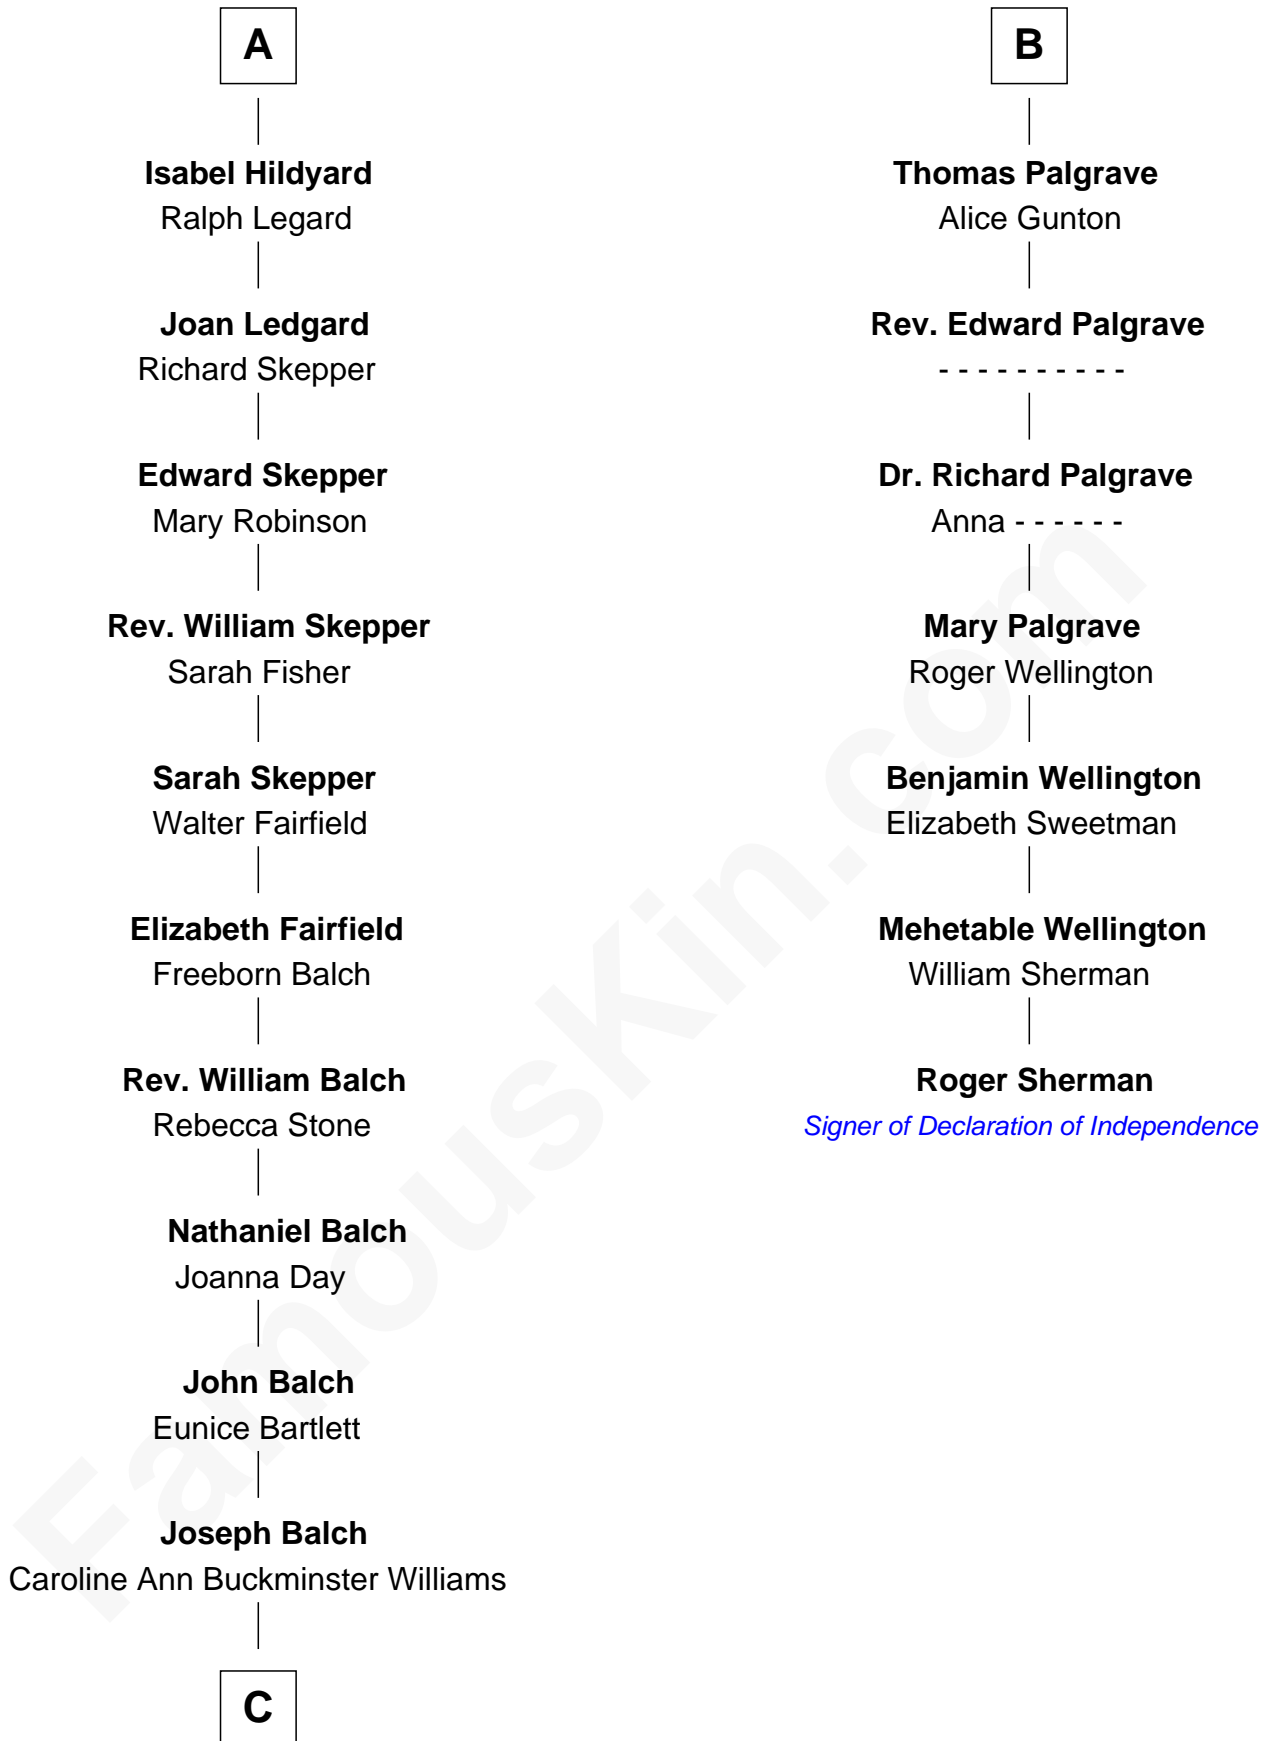 A
Isabel Hildyard
Ralph Legard
Joan Ledgard
Richard Skepper
Edward Skepper
Mary Robinson
Rev. William Skepper
Sarah Fisher
Sarah Skepper
Walter Fairfield
Elizabeth Fairfield
Freeborn Balch
Rev. William Balch
Rebecca Stone
Nathaniel Balch
Joanna Day
John Balch
Eunice Bartlett
Joseph Balch
Caroline Ann Buckminster Williams
C
B
Thomas Palgrave
Alice Gunton
Rev. Edward Palgrave
- - - - - - - - - -
Dr. Richard Palgrave
Anna - - - - - -
Mary Palgrave
Roger Wellington
Benjamin Wellington
Elizabeth Sweetman
Mehetable Wellington
William Sherman
Roger Sherman
Signer of Declaration of Independence
FamousKin.com